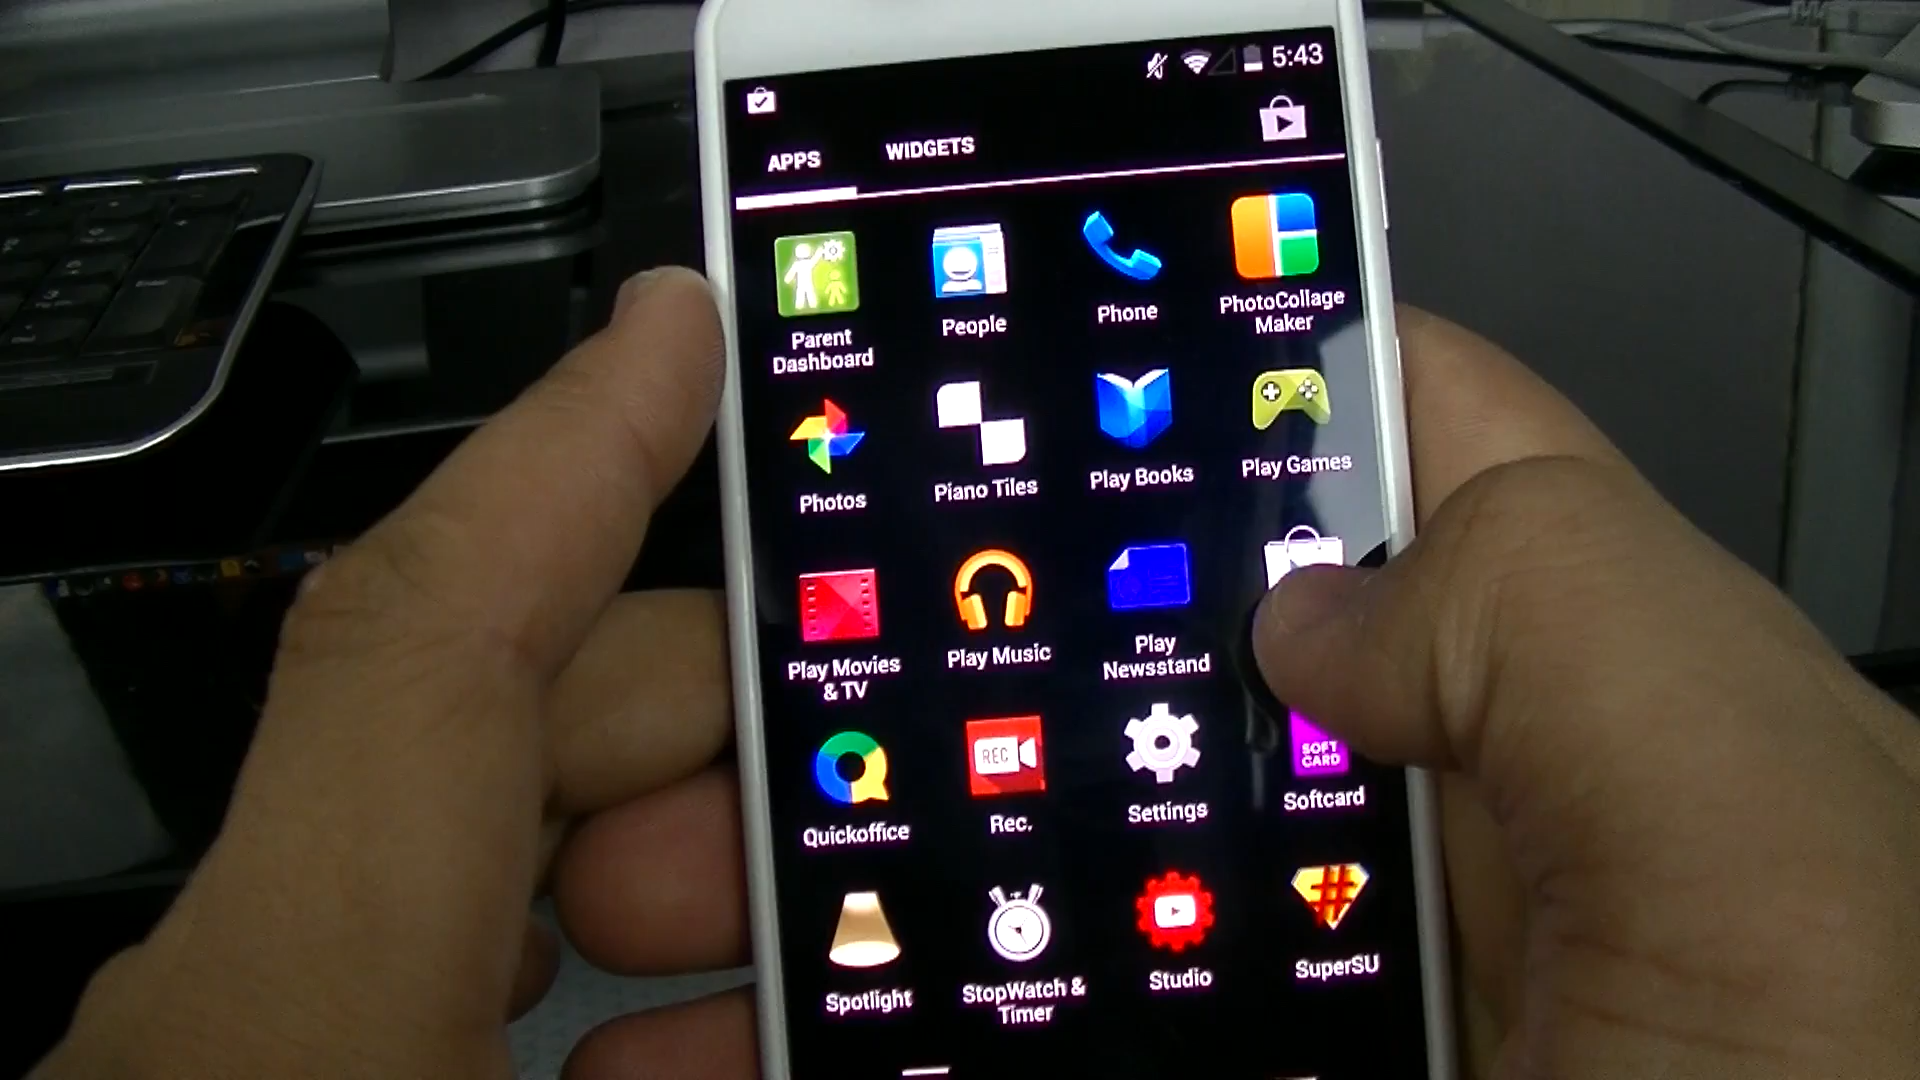 5:43
APPS WIDGETS
Parent
Dashboard
People
Phone
PhotoCollage
Maker
Photos
Piano Tiles
Play Books
Play Games
Play Movies
& TV
Play Music
Play
Newsstand
REC
SOFT
CARD
Quickoffice
Rec.
Settings
Softcard
Spotlight
StopWatch &
Timer
Studio
SuperSU